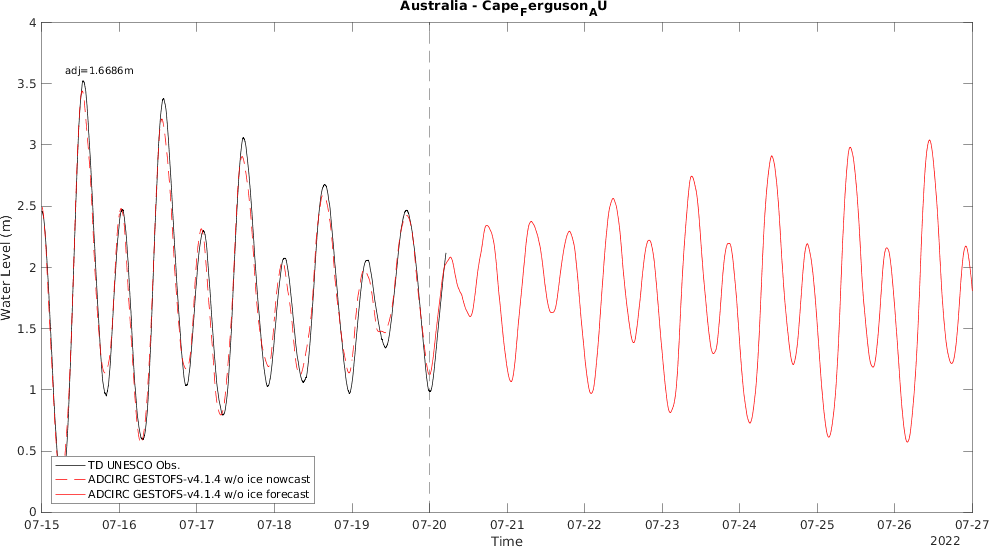 Australia - Cape_Ferguson_AU
adj=1.6686m
4
3.5
3
2.5
2
1.5
1
0.5
0
Water Level (m)
TD UNESCO Obs.
ADCIRC GESTOFS-v4.1.4 w/o ice nowcast
ADCIRC GESTOFS-v4.1.4 w/o ice forecast
07-15 07-16 07-17 07-18 07-19 07-20 07-21 07-22 07-23 07-24 07-25 07-26 07-27
Time
2022